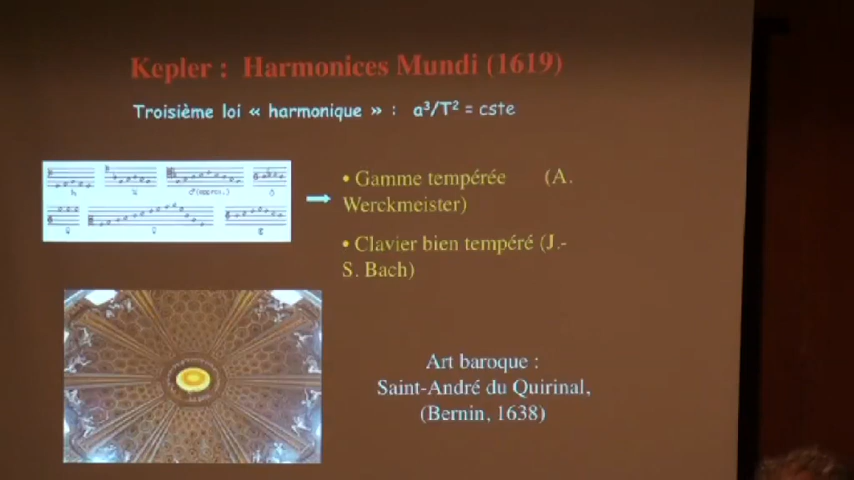 Kepler : Harmonices Mundi (1619)
Troisième loi « harmonique » : a³/T² = cste
• Gamme tempérée (A.
Werckmeister)
• Clavier bien tempéré (J.-
S. Bach)
Art baroque :
Saint-André du Quirinal,
(Bernin, 1638)